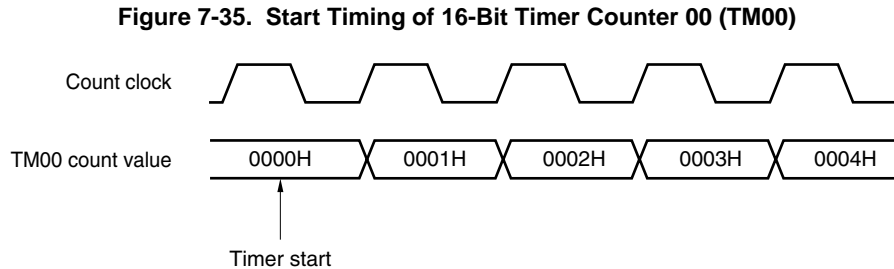 Figure 7-35. Start Timing of 16-Bit Timer Counter 00 (TM00)
Count clock
TM00 count value
0000H 0001H 0002H 0003H 0004H
Timer start